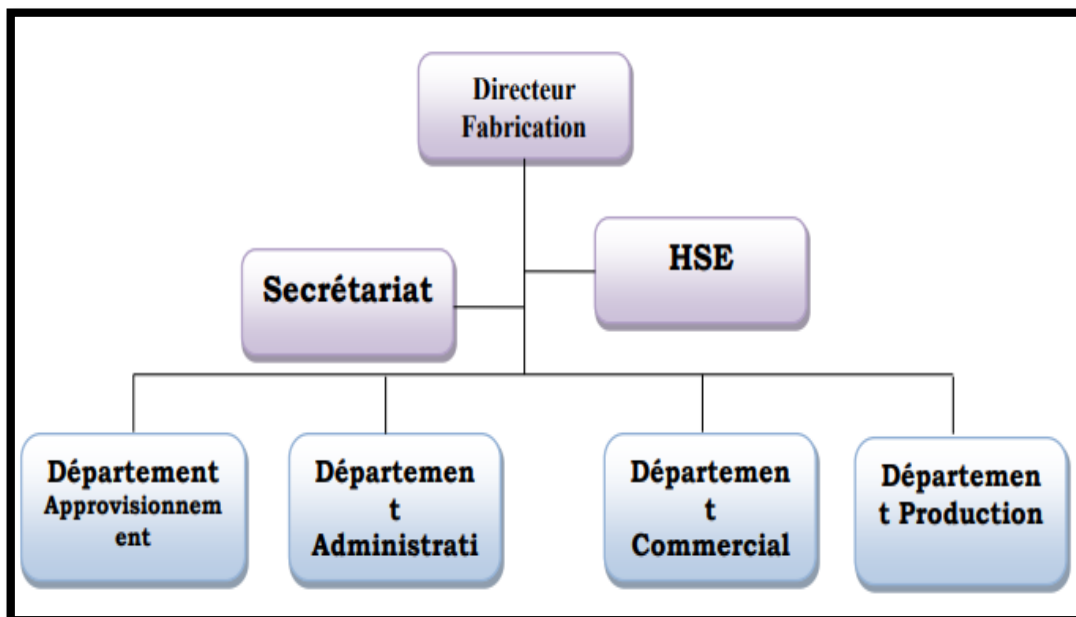 Directeur
Fabrication
HSE
Secrétariat
Département
Approvisionnem
ent
Départemen
t
Administrati
Départemen
t
Commercial
Départemen
t Production